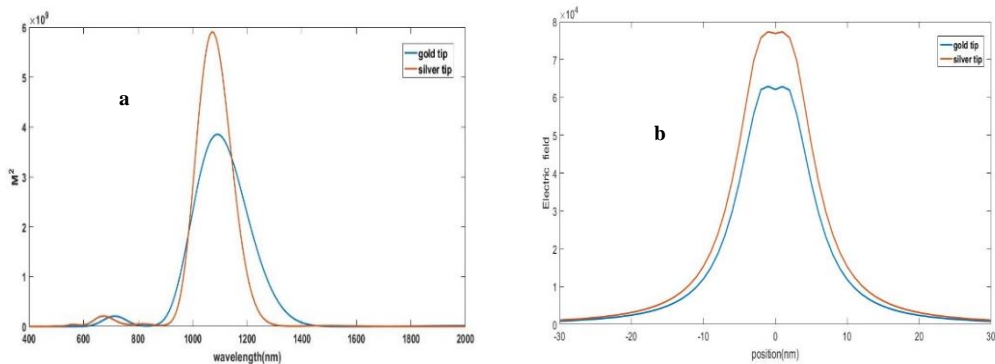 ×10⁹
6
5
4
3
2
1
0
M²
400 600 800 1000 1200 1400 1600 1800 2000
wavelength(nm)
gold tip
silver tip
a
×10⁴
8
7
6
5
4
3
2
1
0
Electric field
-30 -20 -10 0 10 20 30
position(nm)
gold tip
silver tip
b